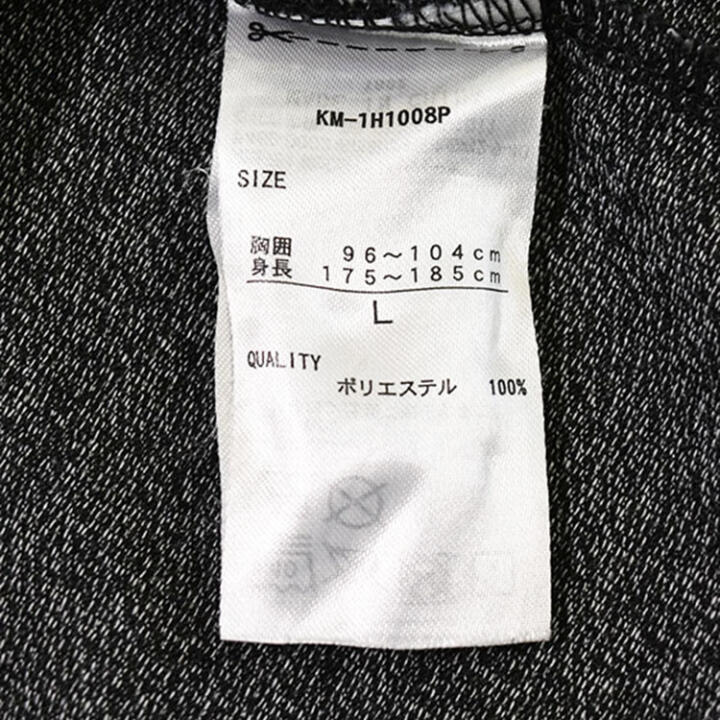 KM-1H1008P
SIZE
胸囲 96～104cm
身長 175～185cm
L
QUALITY
ポリエステル 100%